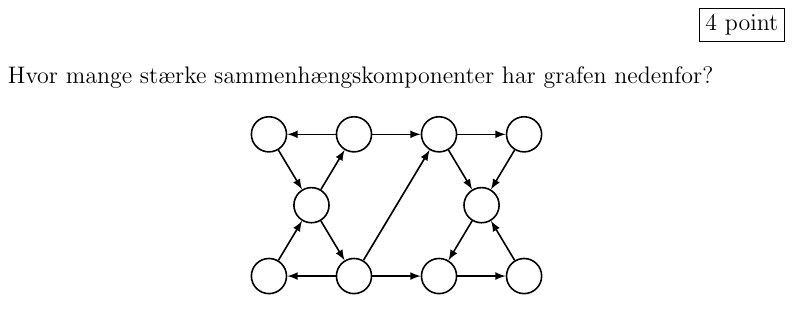 4 point
Hvor mange stærke sammenhængskomponenter har grafen nedenfor?